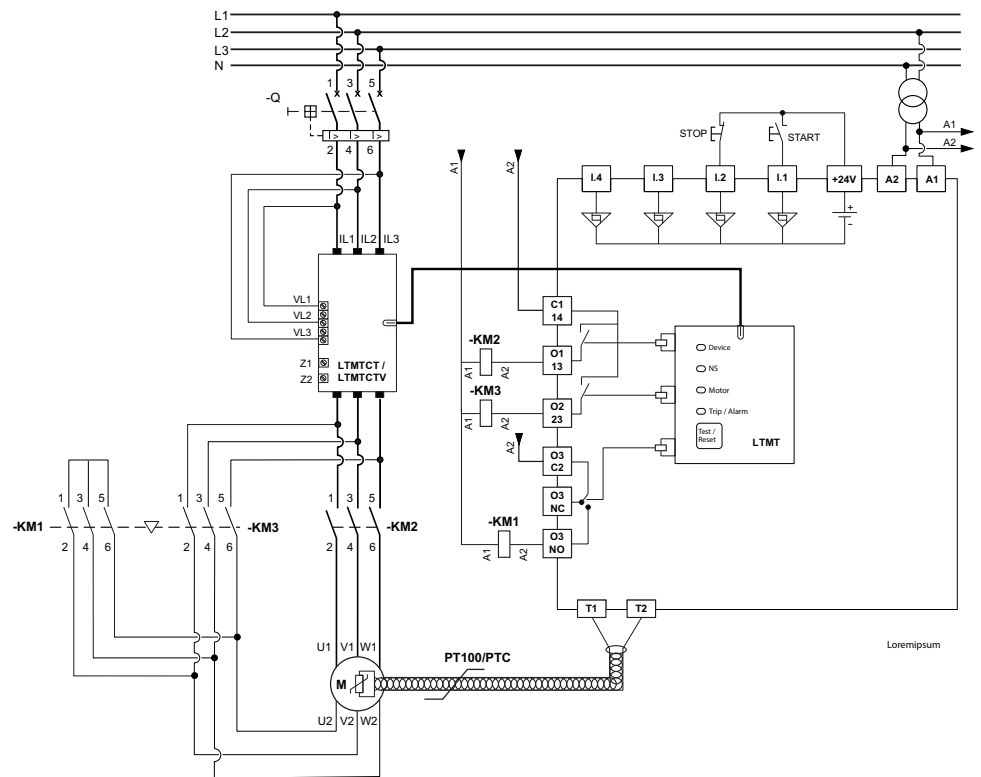 L1
L2
L3
N
1 3 5
-Q
I> I> I>
2 4 6
A1
A2
STOP
START
A1 A2
I.4 I.3 I.2 I.1 +24V A2 A1
+
−
IL1 IL2 IL3
VL1
VL2
VL3
Z1
Z2
LTMTCT /
LTMTCTV
C1
14
-KM2
O1
13
A1 A2
-KM3
O2
23
A1 A2
A2
O3
C2
O3
NC
-KM1
O3
NO
A1 A2
Device
NS
Motor
Trip / Alarm
Test /
Reset
LTMT
1 3 5
-KM1
2 4 6
1 3 5
-KM3
2 4 6
1 3 5
-KM2
2 4 6
T1 T2
Loremipsum
U1 V1 W1
M
PT100/PTC
U2 V2 W2